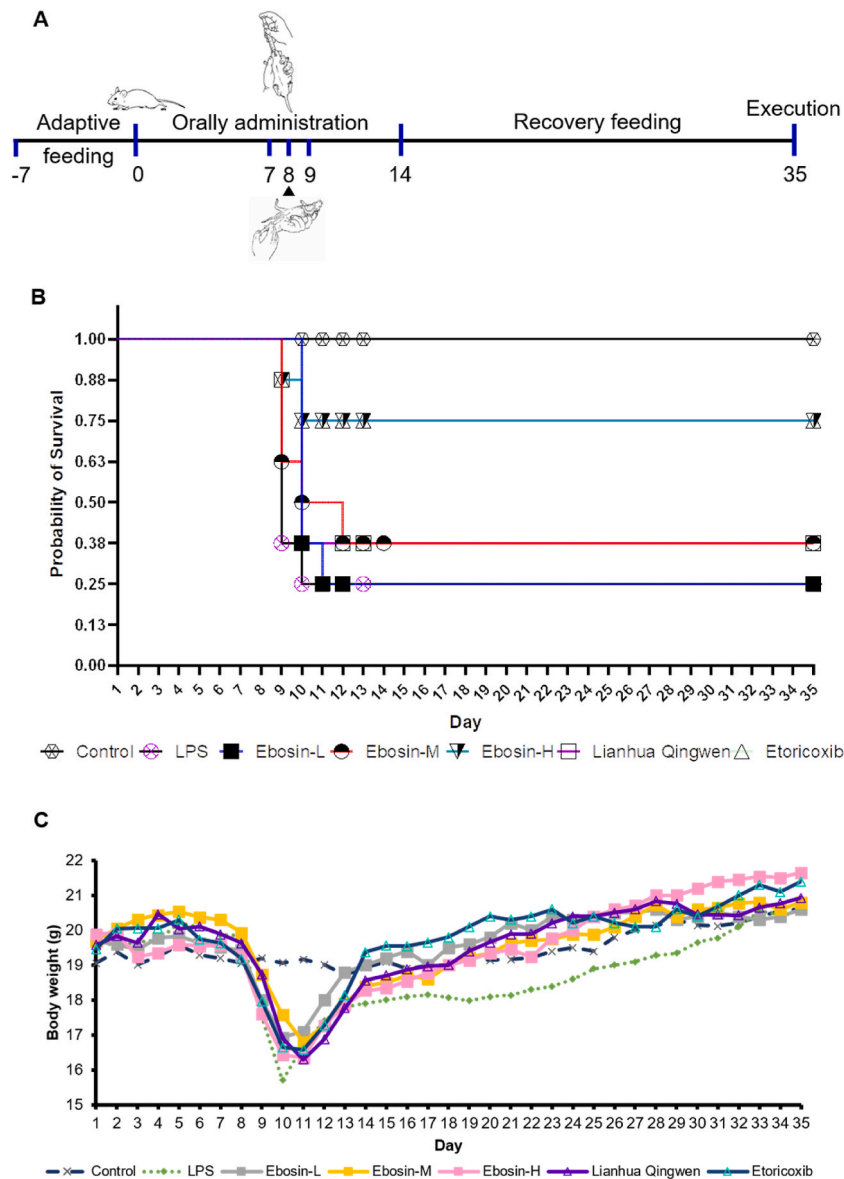 A
Adaptive
feeding
Orally administration
Recovery feeding
Execution
-7 0 7 8 9 14 35
B
Probability of Survival
1.00
0.88
0.75
0.63
0.50
0.38
0.25
0.13
0.00
1 2 3 4 5 6 7 8 9 10 11 12 13 14 15 16 17 18 19 20 21 22 23 24 25 26 27 28 29 30 31 32 33 34 35
Day
Control LPS Ebosin-L Ebosin-M Ebosin-H Lianhua Qingwen Etoricoxib
C
Body weight (g)
22
21
20
19
18
17
16
15
1 2 3 4 5 6 7 8 9 10 11 12 13 14 15 16 17 18 19 20 21 22 23 24 25 26 27 28 29 30 31 32 33 34 35
Day
Control LPS Ebosin-L Ebosin-M Ebosin-H Lianhua Qingwen Etoricoxib